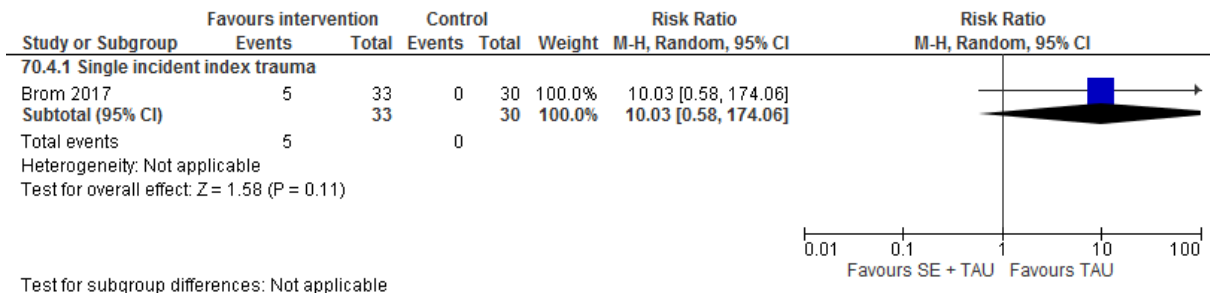 Favours intervention Control Risk Ratio Risk Ratio
Study or Subgroup Events Total Events Total Weight M-H, Random, 95% CI M-H, Random, 95% CI
70.4.1 Single incident index trauma
Brom 2017 5 33 0 30 100.0% 10.03 [0.58, 174.06]
Subtotal (95% CI) 33 30 100.0% 10.03 [0.58, 174.06]
Total events 5 0
Heterogeneity: Not applicable
Test for overall effect: Z = 1.58 (P = 0.11)
0.01 0.1 1 10 100
Favours SE + TAU Favours TAU
Test for subgroup differences: Not applicable